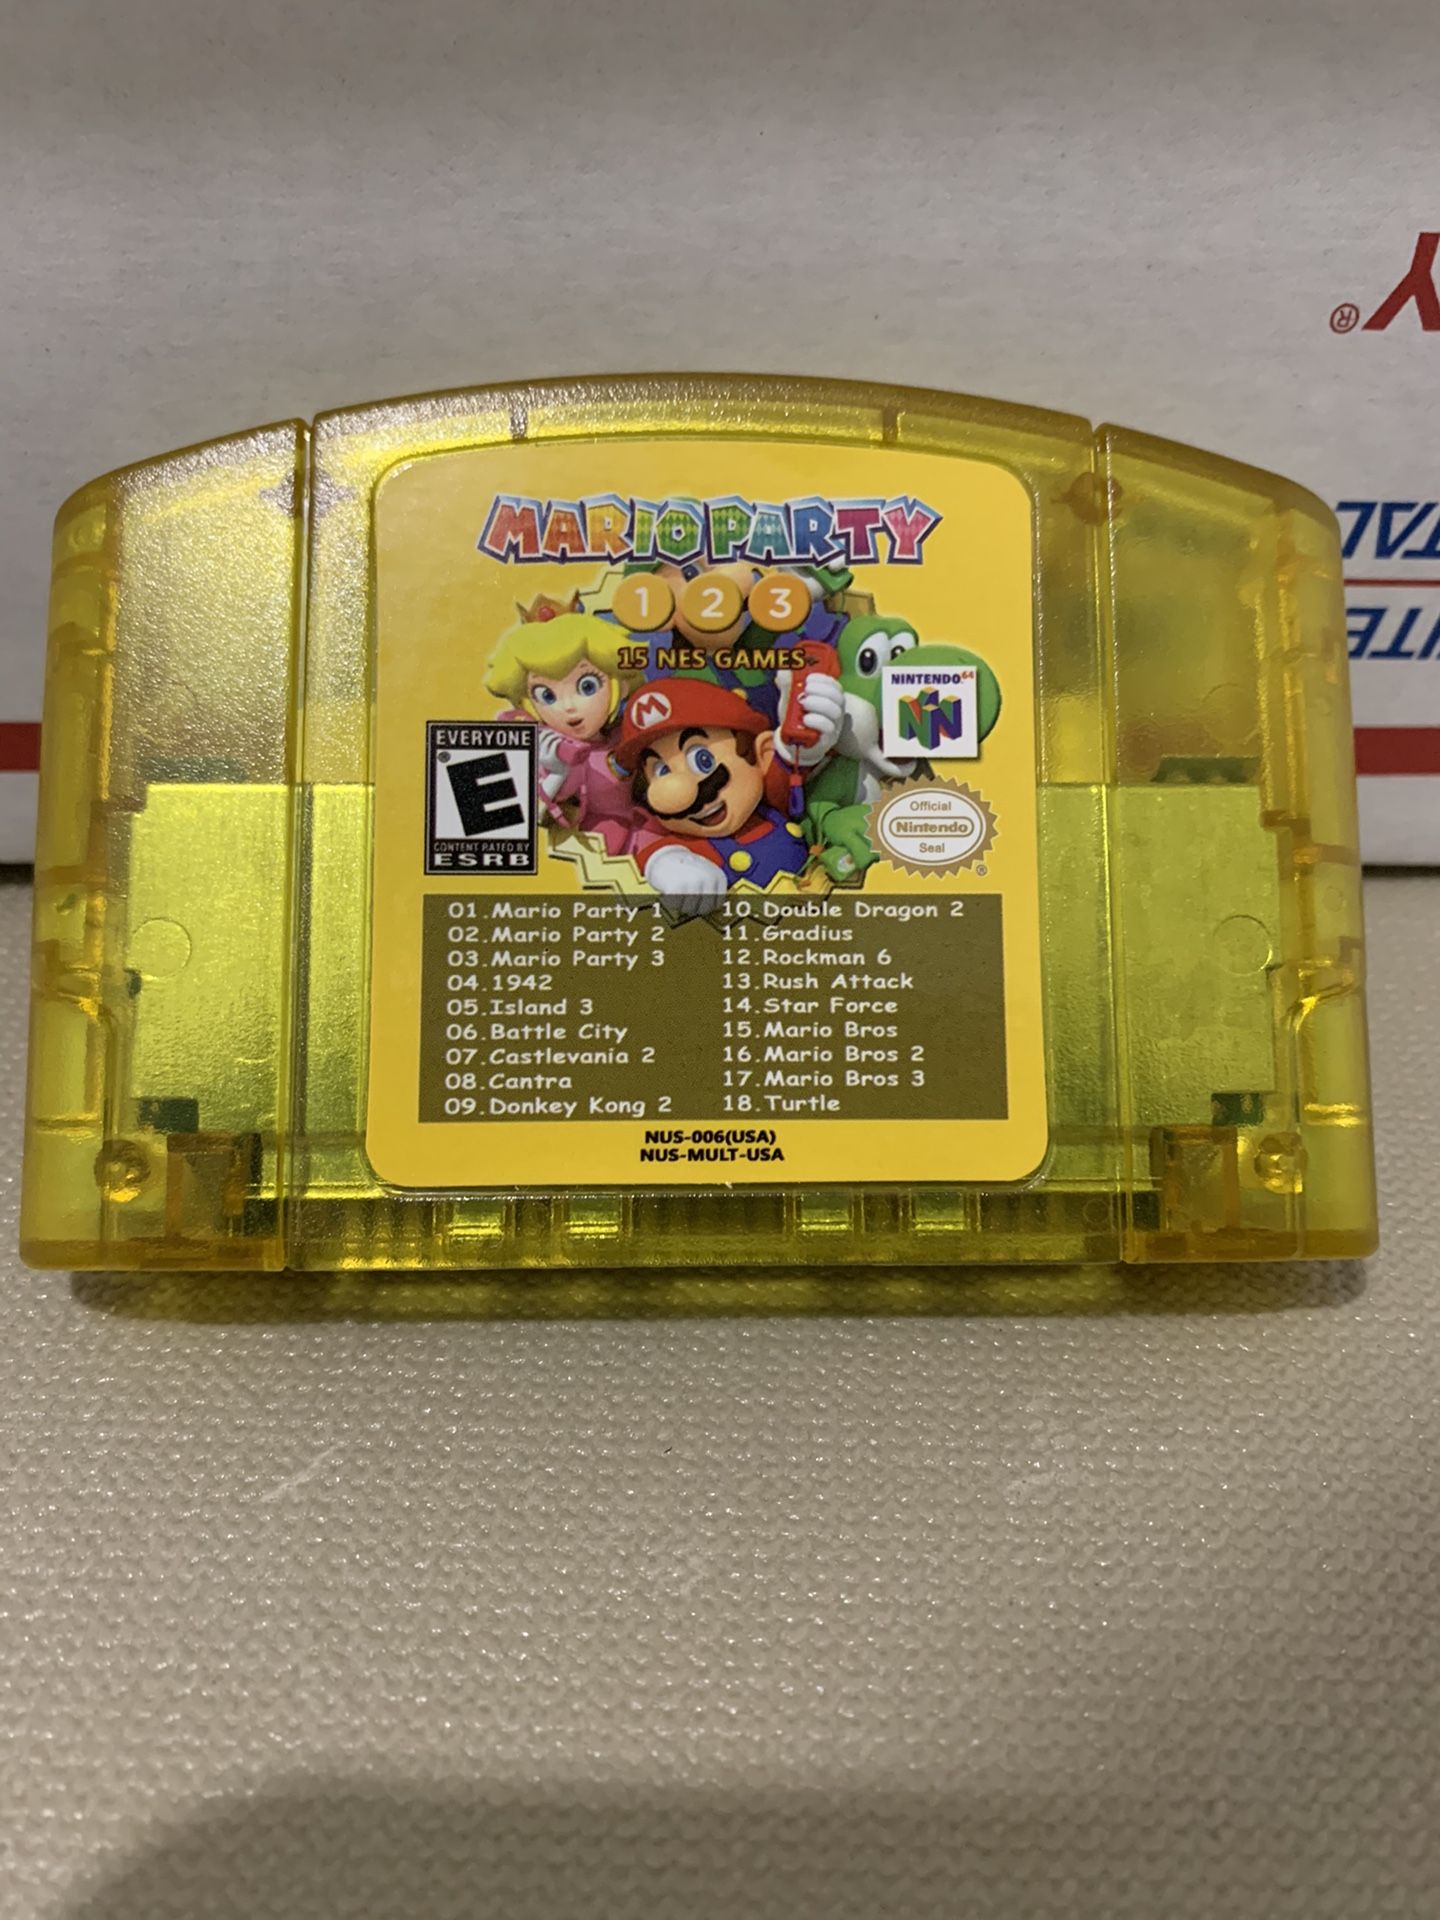 Y®
TAL
ITE
MARIO PARTY
1 2 3
15 NES GAMES
NINTENDO 64
EVERYONE
E
CONTENT RATED BY
ESRB
®
Official
Nintendo
Seal
®
01.Mario Party 1
02.Mario Party 2
03.Mario Party 3
04.1942
05.Island 3
06.Battle City
07.Castlevania 2
08.Cantra
09.Donkey Kong 2
10.Double Dragon 2
11.Gradius
12.Rockman 6
13.Rush Attack
14.Star Force
15.Mario Bros
16.Mario Bros 2
17.Mario Bros 3
18.Turtle
NUS-006(USA)
NUS-MULT-USA